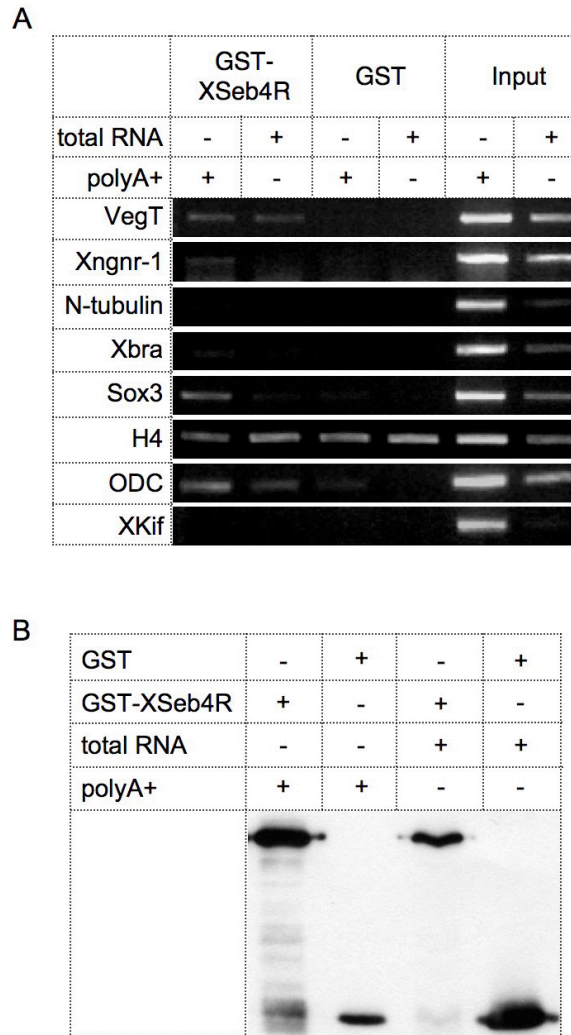 A
GST-XSeb4R GST Input
total RNA - + - + - +
polyA+ + - + - + -
VegT
Xngnr-1
N-tubulin
Xbra
Sox3
H4
ODC
XKif
B
GST - + - +
GST-XSeb4R + - + -
total RNA - - + +
polyA+ + + - -